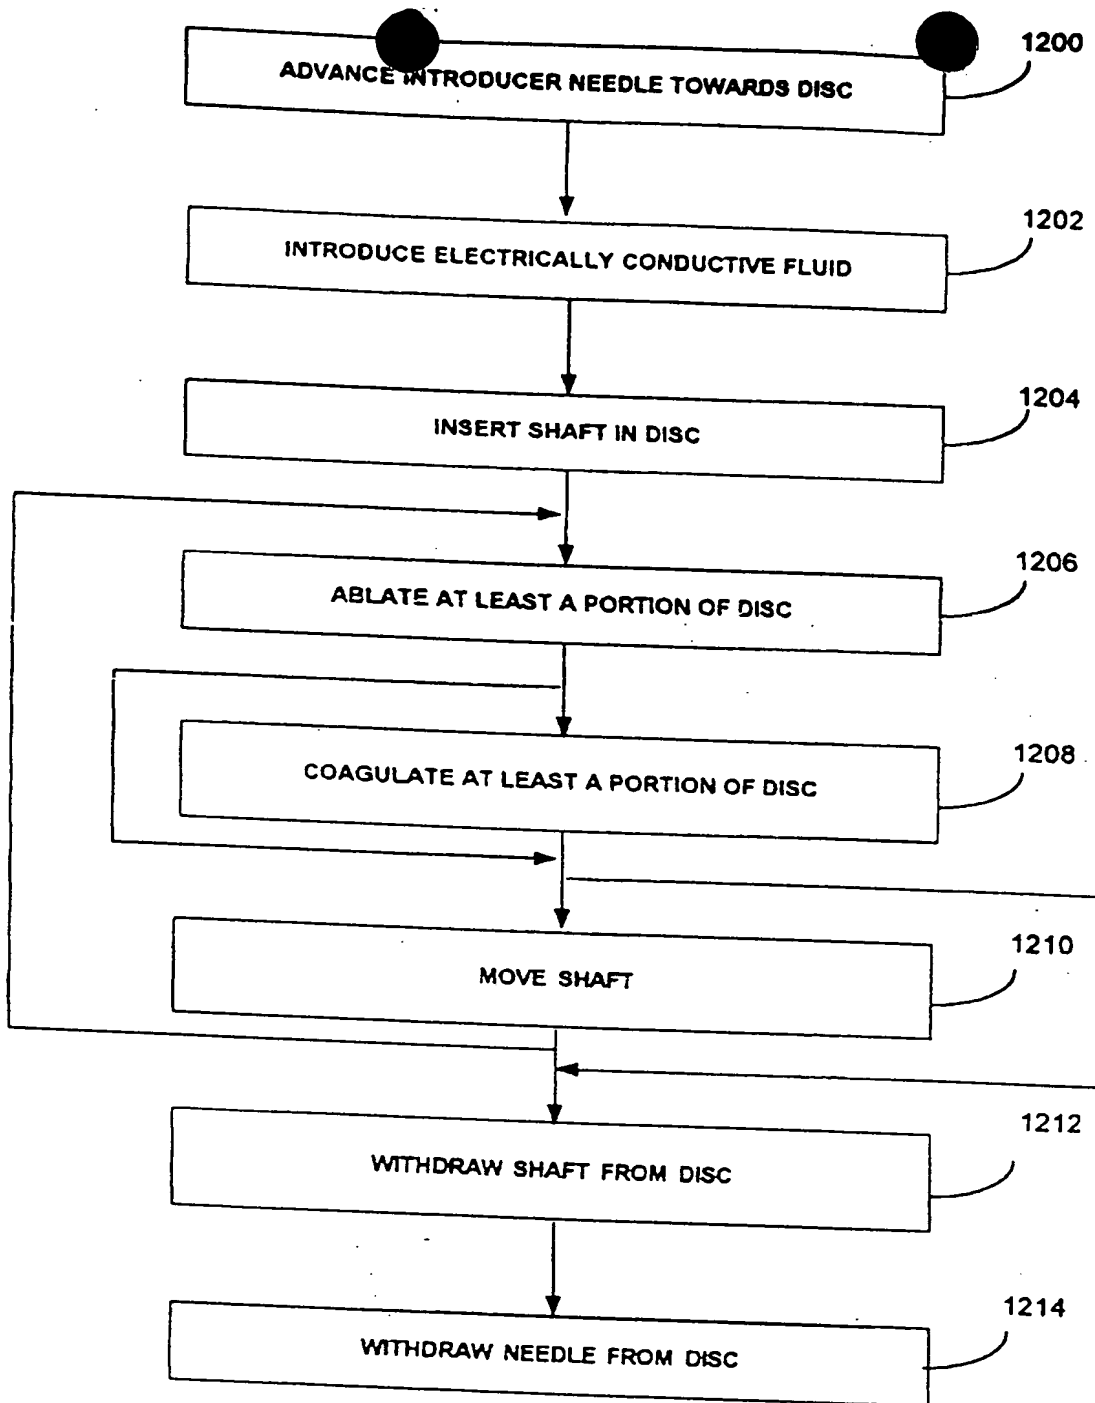 1200
ADVANCE INTRODUCER NEEDLE TOWARDS DISC
1202
INTRODUCE ELECTRICALLY CONDUCTIVE FLUID
1204
INSERT SHAFT IN DISC
1206
ABLATE AT LEAST A PORTION OF DISC
1208
COAGULATE AT LEAST A PORTION OF DISC
1210
MOVE SHAFT
1212
WITHDRAW SHAFT FROM DISC
1214
WITHDRAW NEEDLE FROM DISC